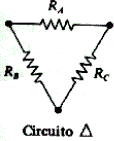 R_A
R_B
R_C
Circuito Δ